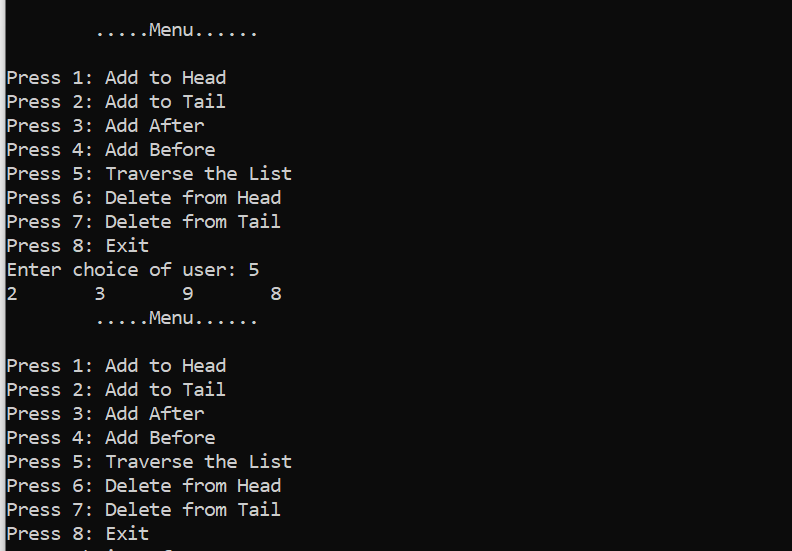 .....Menu......
Press 1: Add to Head
Press 2: Add to Tail
Press 3: Add After
Press 4: Add Before
Press 5: Traverse the List
Press 6: Delete from Head
Press 7: Delete from Tail
Press 8: Exit
Enter choice of user: 5
2 3 9 8
.....Menu......
Press 1: Add to Head
Press 2: Add to Tail
Press 3: Add After
Press 4: Add Before
Press 5: Traverse the List
Press 6: Delete from Head
Press 7: Delete from Tail
Press 8: Exit